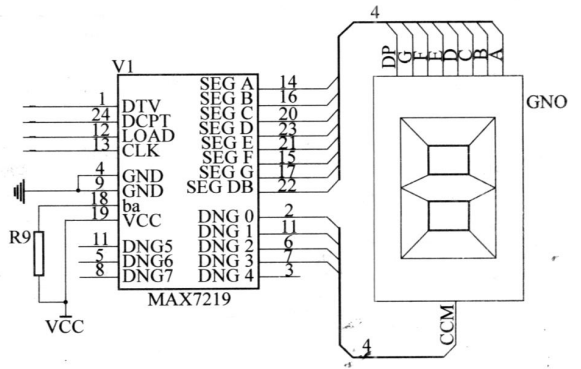 4
DP G F E D C B A
GNO
V1
1 DTV
24 DCPT
12 LOAD
13 CLK
4 GND
9 GND
18 ba
19 VCC
11 DNG5
5 DNG6
8 DNG7
SEG A 14
SEG B 16
SEG C 20
SEG D 23
SEG E 21
SEG F 15
SEG G 17
SEG DB 22
DNG 0 2
DNG 1 11
DNG 2 6
DNG 3 7
DNG 4 3
MAX7219
R9
VCC
CCM
4